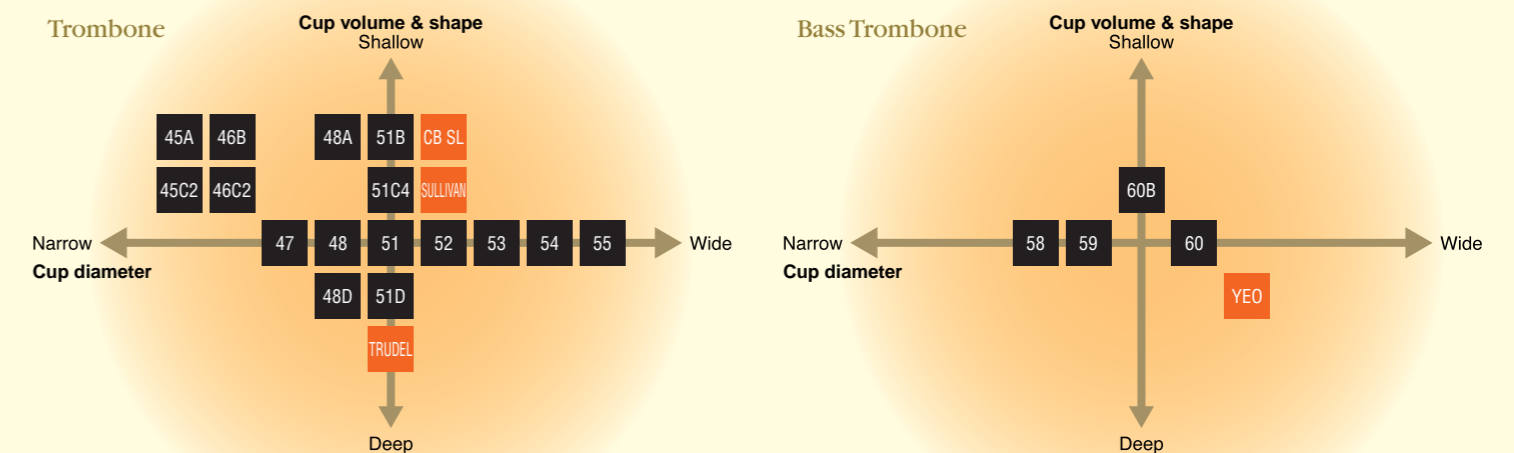 Trombone
Cup volume & shape
Shallow
45A 46B 48A 51B CB SL
45C2 46C2 51C4 SULLIVAN
Narrow 47 48 51 52 53 54 55 Wide
Cup diameter
48D 51D
TRUDEL
Deep
Bass Trombone
Cup volume & shape
Shallow
60B
Narrow 58 59 60 Wide
Cup diameter
YEO
Deep